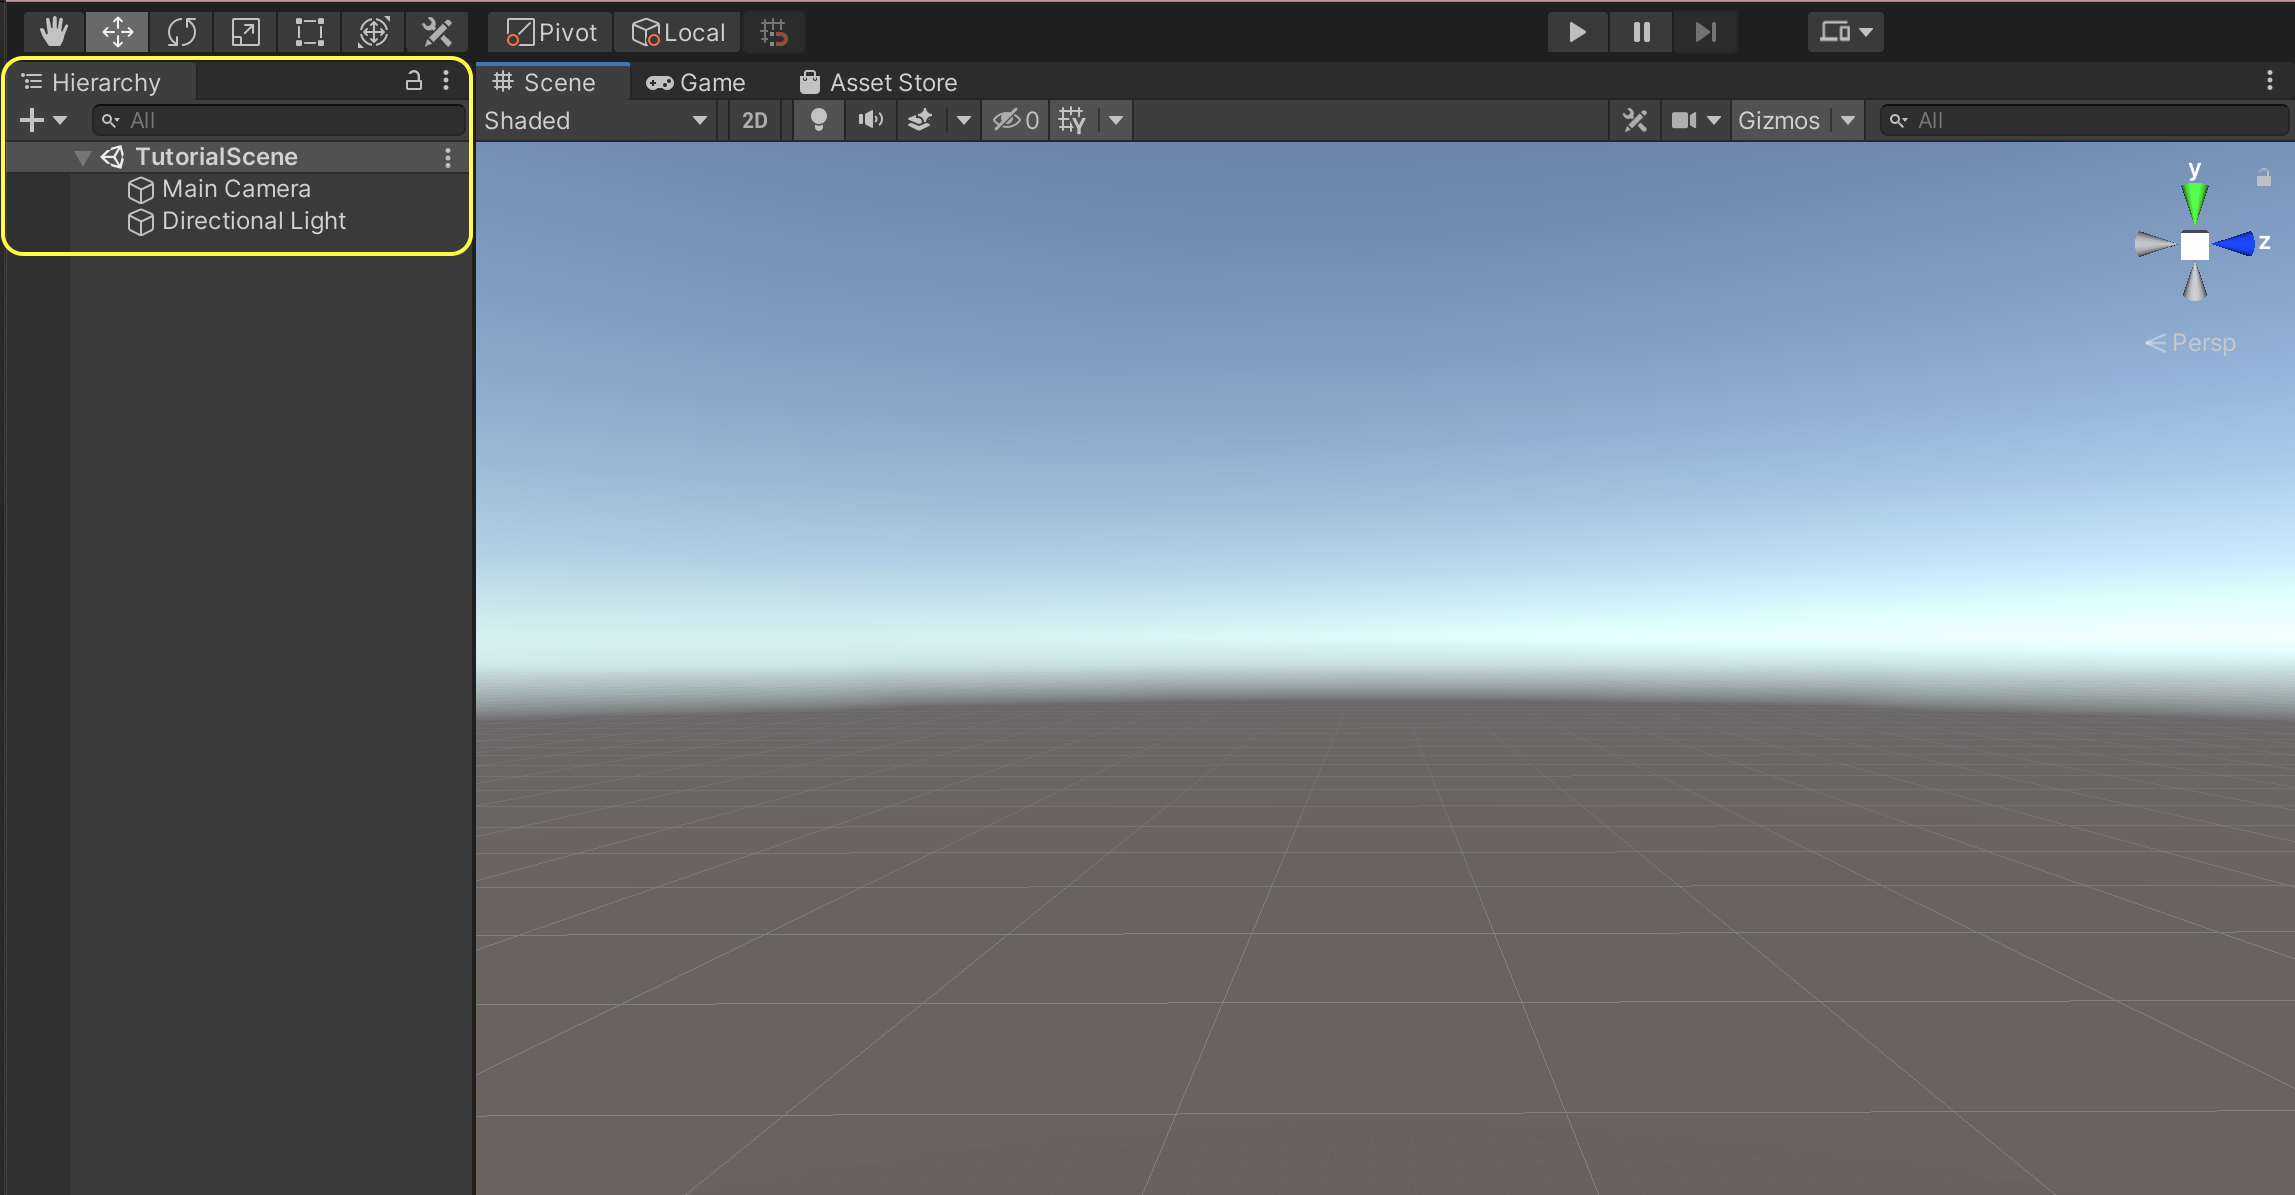 Pivot Local
Hierarchy
Scene Game Asset Store
All
Shaded 2D 0 Gizmos All
TutorialScene
Main Camera
Directional Light
y
z
Persp